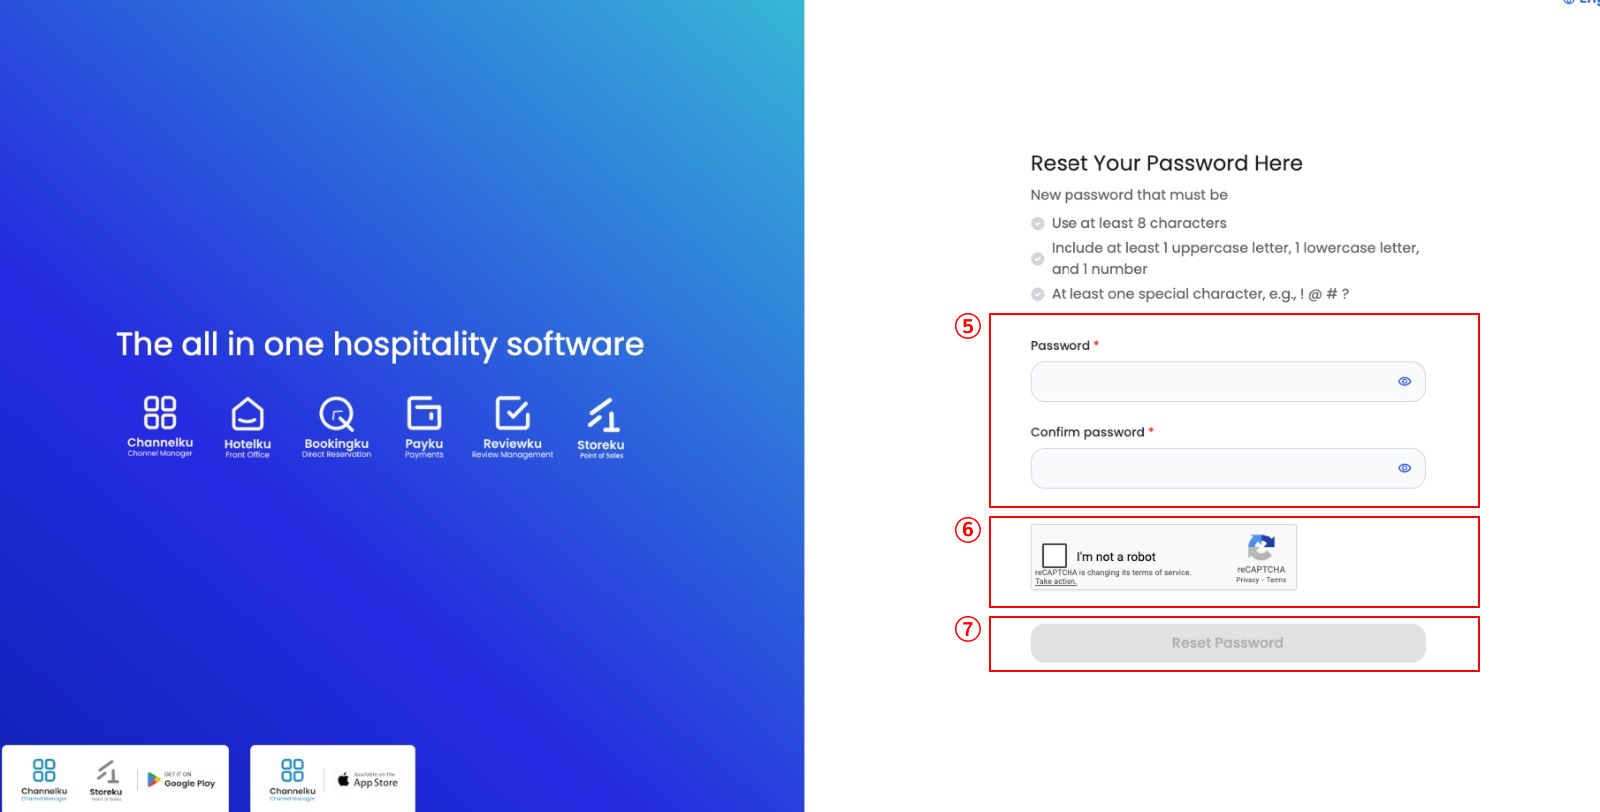 The all in one hospitality software
Channelku
Channel Manager
Hotelku
Front Office
Bookingku
Direct Reservation
Payku
Payments
Reviewku
Review Management
Storeku
Point of Sales
Channelku
Channel Manager
Storeku
Point of Sales
GET IT ON
Google Play
Channelku
Channel Manager
Available on the
App Store
Reset Your Password Here
New password that must be
Use at least 8 characters
Include at least 1 uppercase letter, 1 lowercase letter,
and 1 number
At least one special character, e.g., ! @ # ?
⑤
Password *
Confirm password *
⑥
I'm not a robot
reCAPTCHA is changing its terms of service.
Take action.
reCAPTCHA
Privacy - Terms
⑦
Reset Password